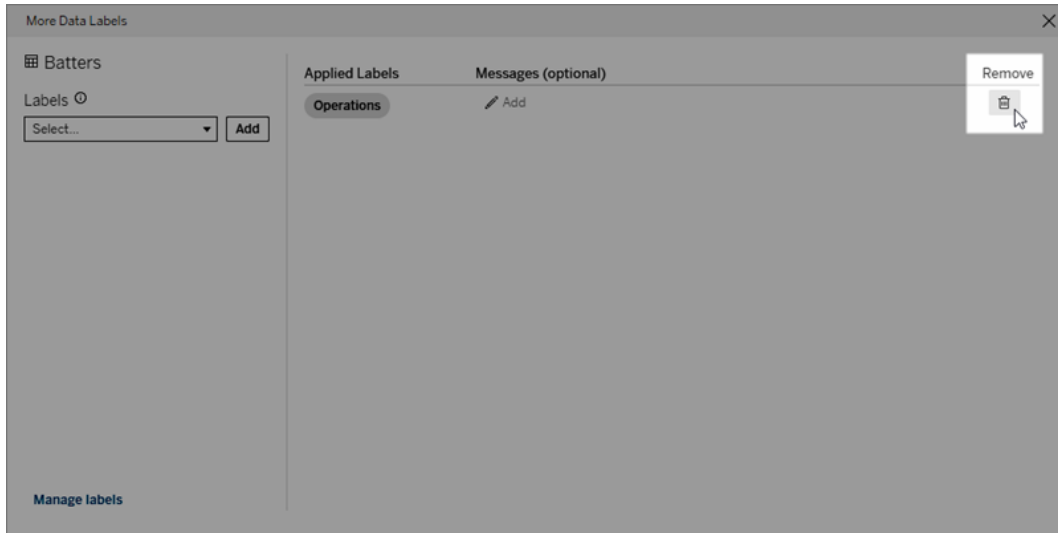 More Data Labels
Batters
Labels
Select...
Add
Applied Labels
Messages (optional)
Remove
Operations
Add
Manage labels